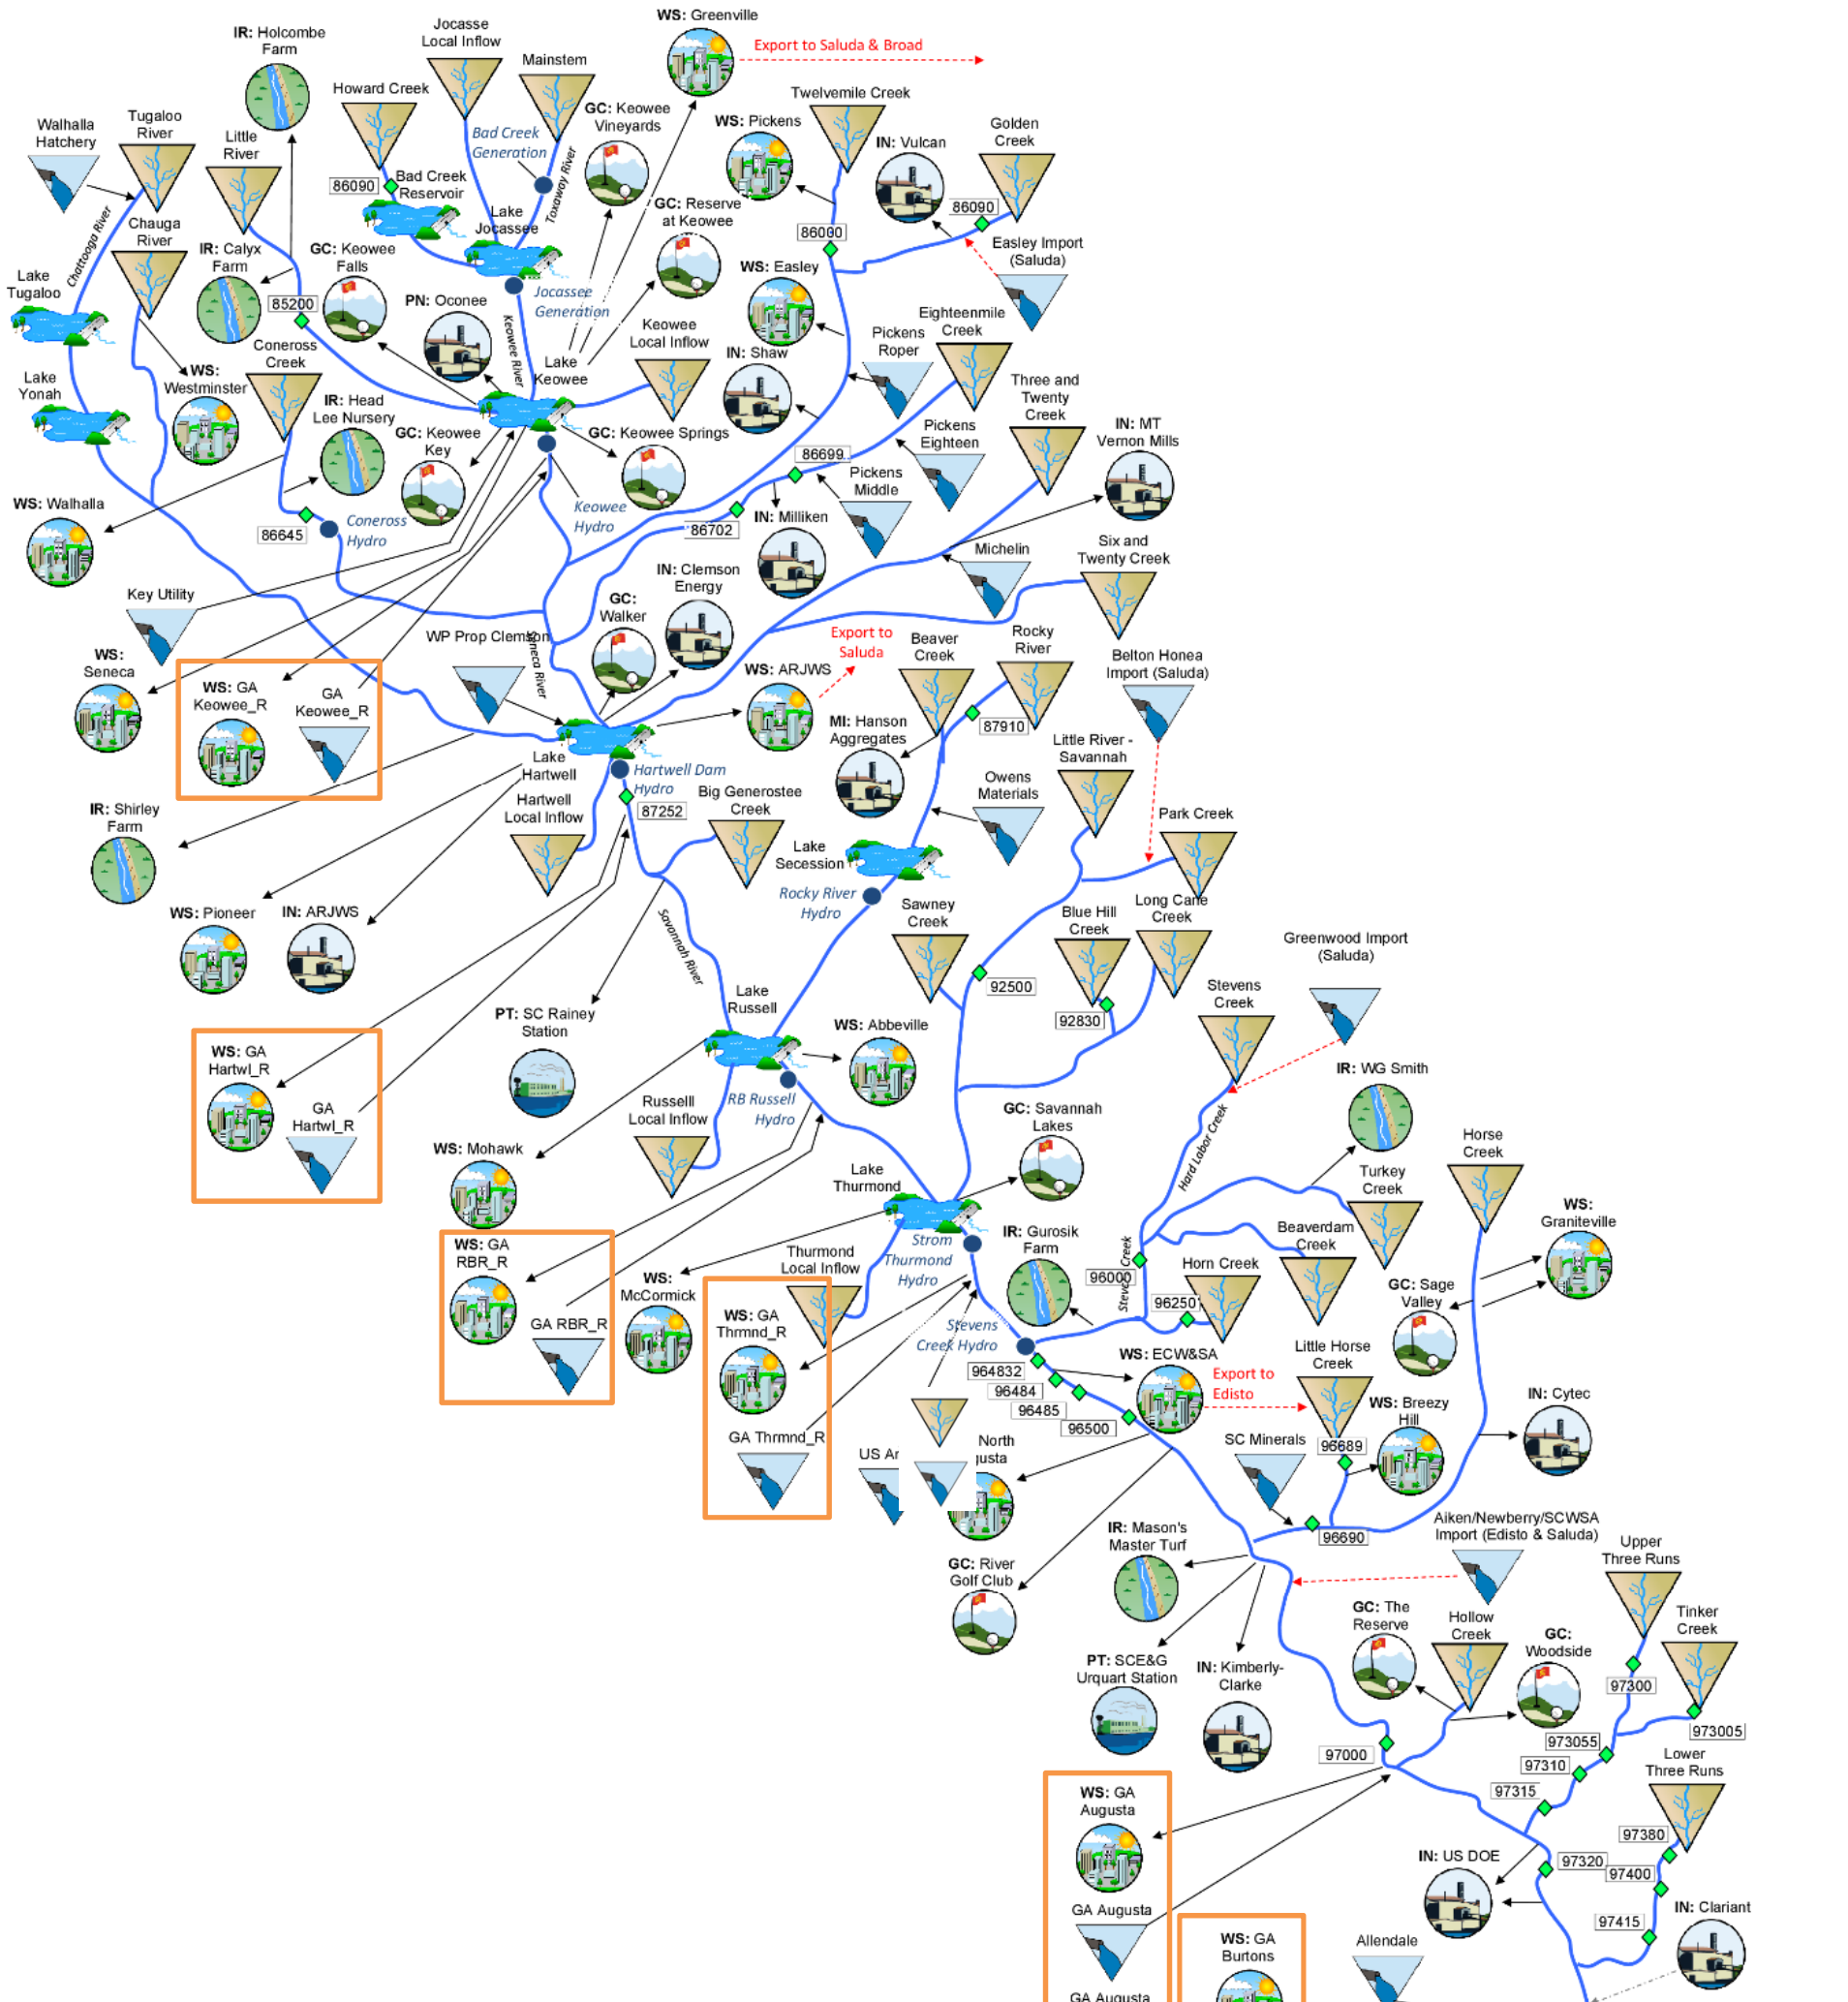 WS: Greenville
Export to Saluda & Broad
IR: Holcombe
Farm
Jocasse
Local Inflow
Mainstem
Howard Creek
Twelvemile Creek
GC: Keowee
Vineyards
WS: Pickens
Golden
Creek
Walhalla
Hatchery
Tugaloo
River
Little
River
Bad Creek
Generation
IN: Vulcan
86090
Bad Creek
Reservoir
Toxaway River
GC: Reserve
at Keowee
86090
Lake
Jocassee
Chauga
River
Chattooga River
IR: Calyx
Farm
GC: Keowee
Falls
86000
Easley Import
(Saluda)
WS: Easley
Lake
Tugaloo
85200
PN: Oconee
Jocassee
Generation
Keowee River
Keowee
Local Inflow
Eighteenmile
Creek
Pickens
Roper
Coneross
Creek
Lake
Keowee
IN: Shaw
Lake
Yonah
WS:
Westminster
Three and
Twenty
Creek
IR: Head
Lee Nursery
GC: Keowee
Key
GC: Keowee Springs
Pickens
Eighteen
IN: MT
Vernon Mills
86699
Pickens
Middle
WS: Walhalla
86645
Coneross
Hydro
Keowee
Hydro
86702
IN: Milliken
Michelin
Six and
Twenty Creek
Key Utility
IN: Clemson
Energy
GC:
Walker
WP Prop Clemson
Seneca River
Export to
Saluda
Beaver
Creek
Rocky
River
WS:
Seneca
Belton Honea
Import (Saluda)
WS: GA
Keowee_R
GA
Keowee_R
WS: ARJWS
MI: Hanson
Aggregates
87910
Lake
Hartwell
Hartwell Dam
Hydro
Little River -
Savannah
Hartwell
Local Inflow
87252
Big Generostee
Creek
Owens
Materials
IR: Shirley
Farm
Park Creek
Lake
Secession
Rocky River
Hydro
WS: Pioneer
IN: ARJWS
Savannah River
Sawney
Creek
Blue Hill
Creek
Long Cane
Creek
Greenwood Import
(Saluda)
92500
Lake
Russell
Stevens
Creek
PT: SC Rainey
Station
92830
WS: Abbeville
WS: GA
Hartwl_R
GA
Hartwl_R
IR: WG Smith
Russelll
Local Inflow
RB Russell
Hydro
GC: Savannah
Lakes
Hard Labor Creek
Horse
Creek
WS: Mohawk
Lake
Thurmond
Turkey
Creek
WS:
Graniteville
WS: GA
RBR_R
Thurmond
Local Inflow
Strom
Thurmond
Hydro
IR: Gurosik
Farm
Beaverdam
Creek
WS:
McCormick
96000
Horn Creek
GC: Sage
Valley
WS: GA
Thrmnd_R
GA RBR_R
96250
Stevens
Creek Hydro
WS: ECW&SA
Little Horse
Creek
964832
Export to
Edisto
96484
IN: Cytec
96485
WS: Breezy
Hill
96500
GA Thrmnd_R
North
SC Minerals
96689
96690
Aiken/Newberry/SCWSA
Import (Edisto & Saluda)
IR: Mason's
Master Turf
Upper
Three Runs
GC: River
Golf Club
GC: The
Reserve
Hollow
Creek
Tinker
Creek
GC:
Woodside
PT: SCE&G
Urquart Station
IN: Kimberly-
Clarke
97300
973005
97000
973055
97310
Lower
Three Runs
WS: GA
Augusta
97315
97380
IN: US DOE
97320
97400
GA Augusta
IN: Clariant
97415
WS: GA
Burtons
Allendale
GA Augusta